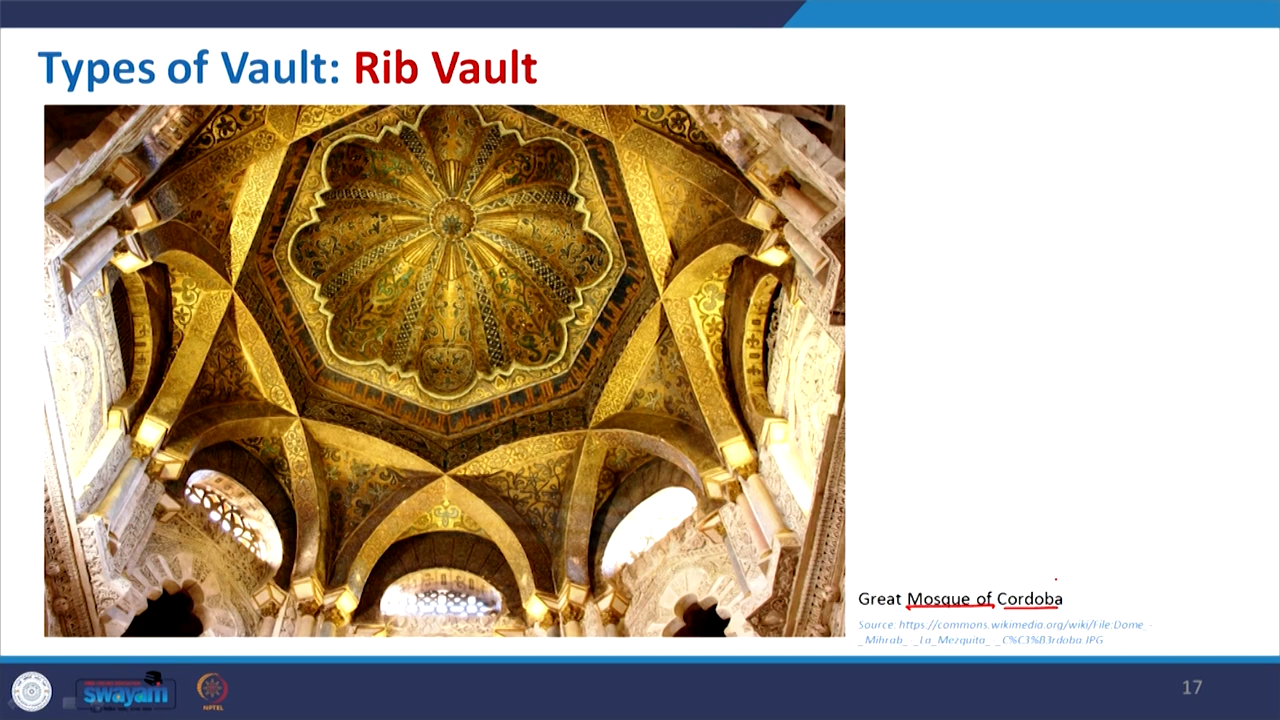 Types of Vault: Rib Vault
Great Mosque of Cordoba
Source: https://commons.wikimedia.org/wiki/File:Dome_-
_Mihrab_-_La_Mezquita_-_C%C3%B3rdoba.JPG
swayam
NPTEL
17